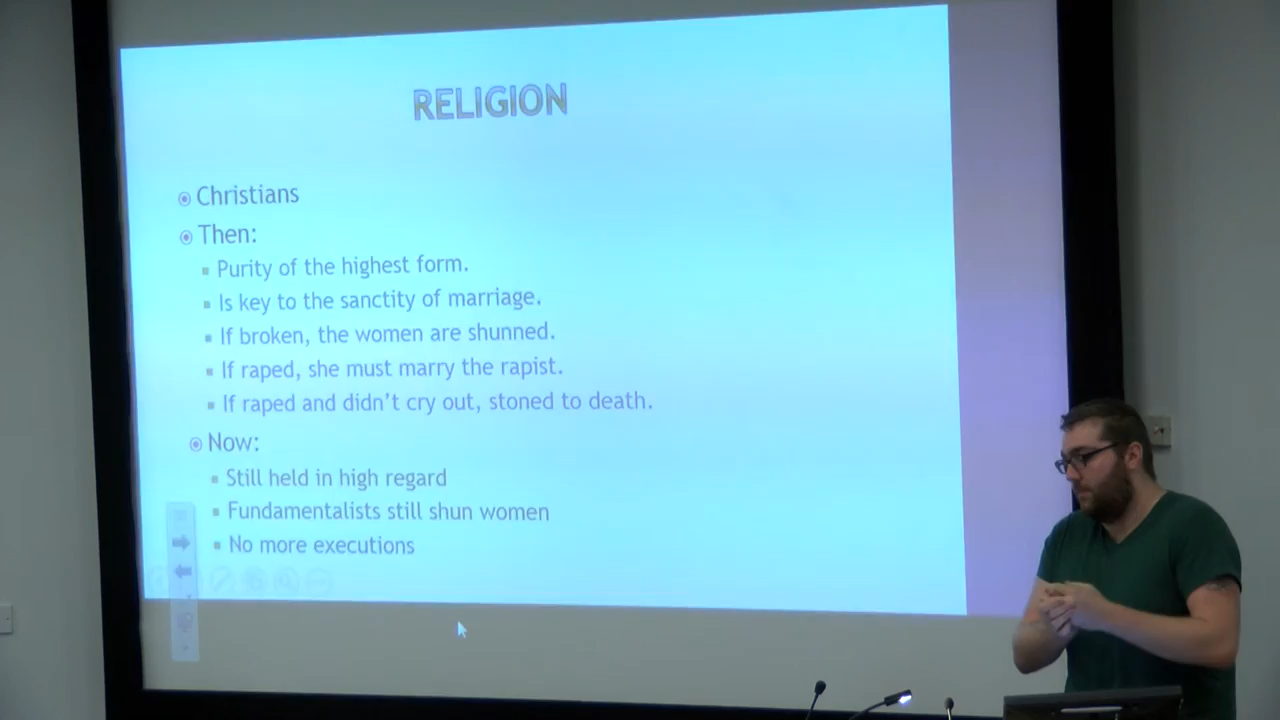 RELIGION
Christians
Then:
Purity of the highest form.
Is key to the sanctity of marriage.
If broken, the women are shunned.
If raped, she must marry the rapist.
If raped and didn't cry out, stoned to death.
Now:
Still held in high regard
Fundamentalists still shun women
No more executions